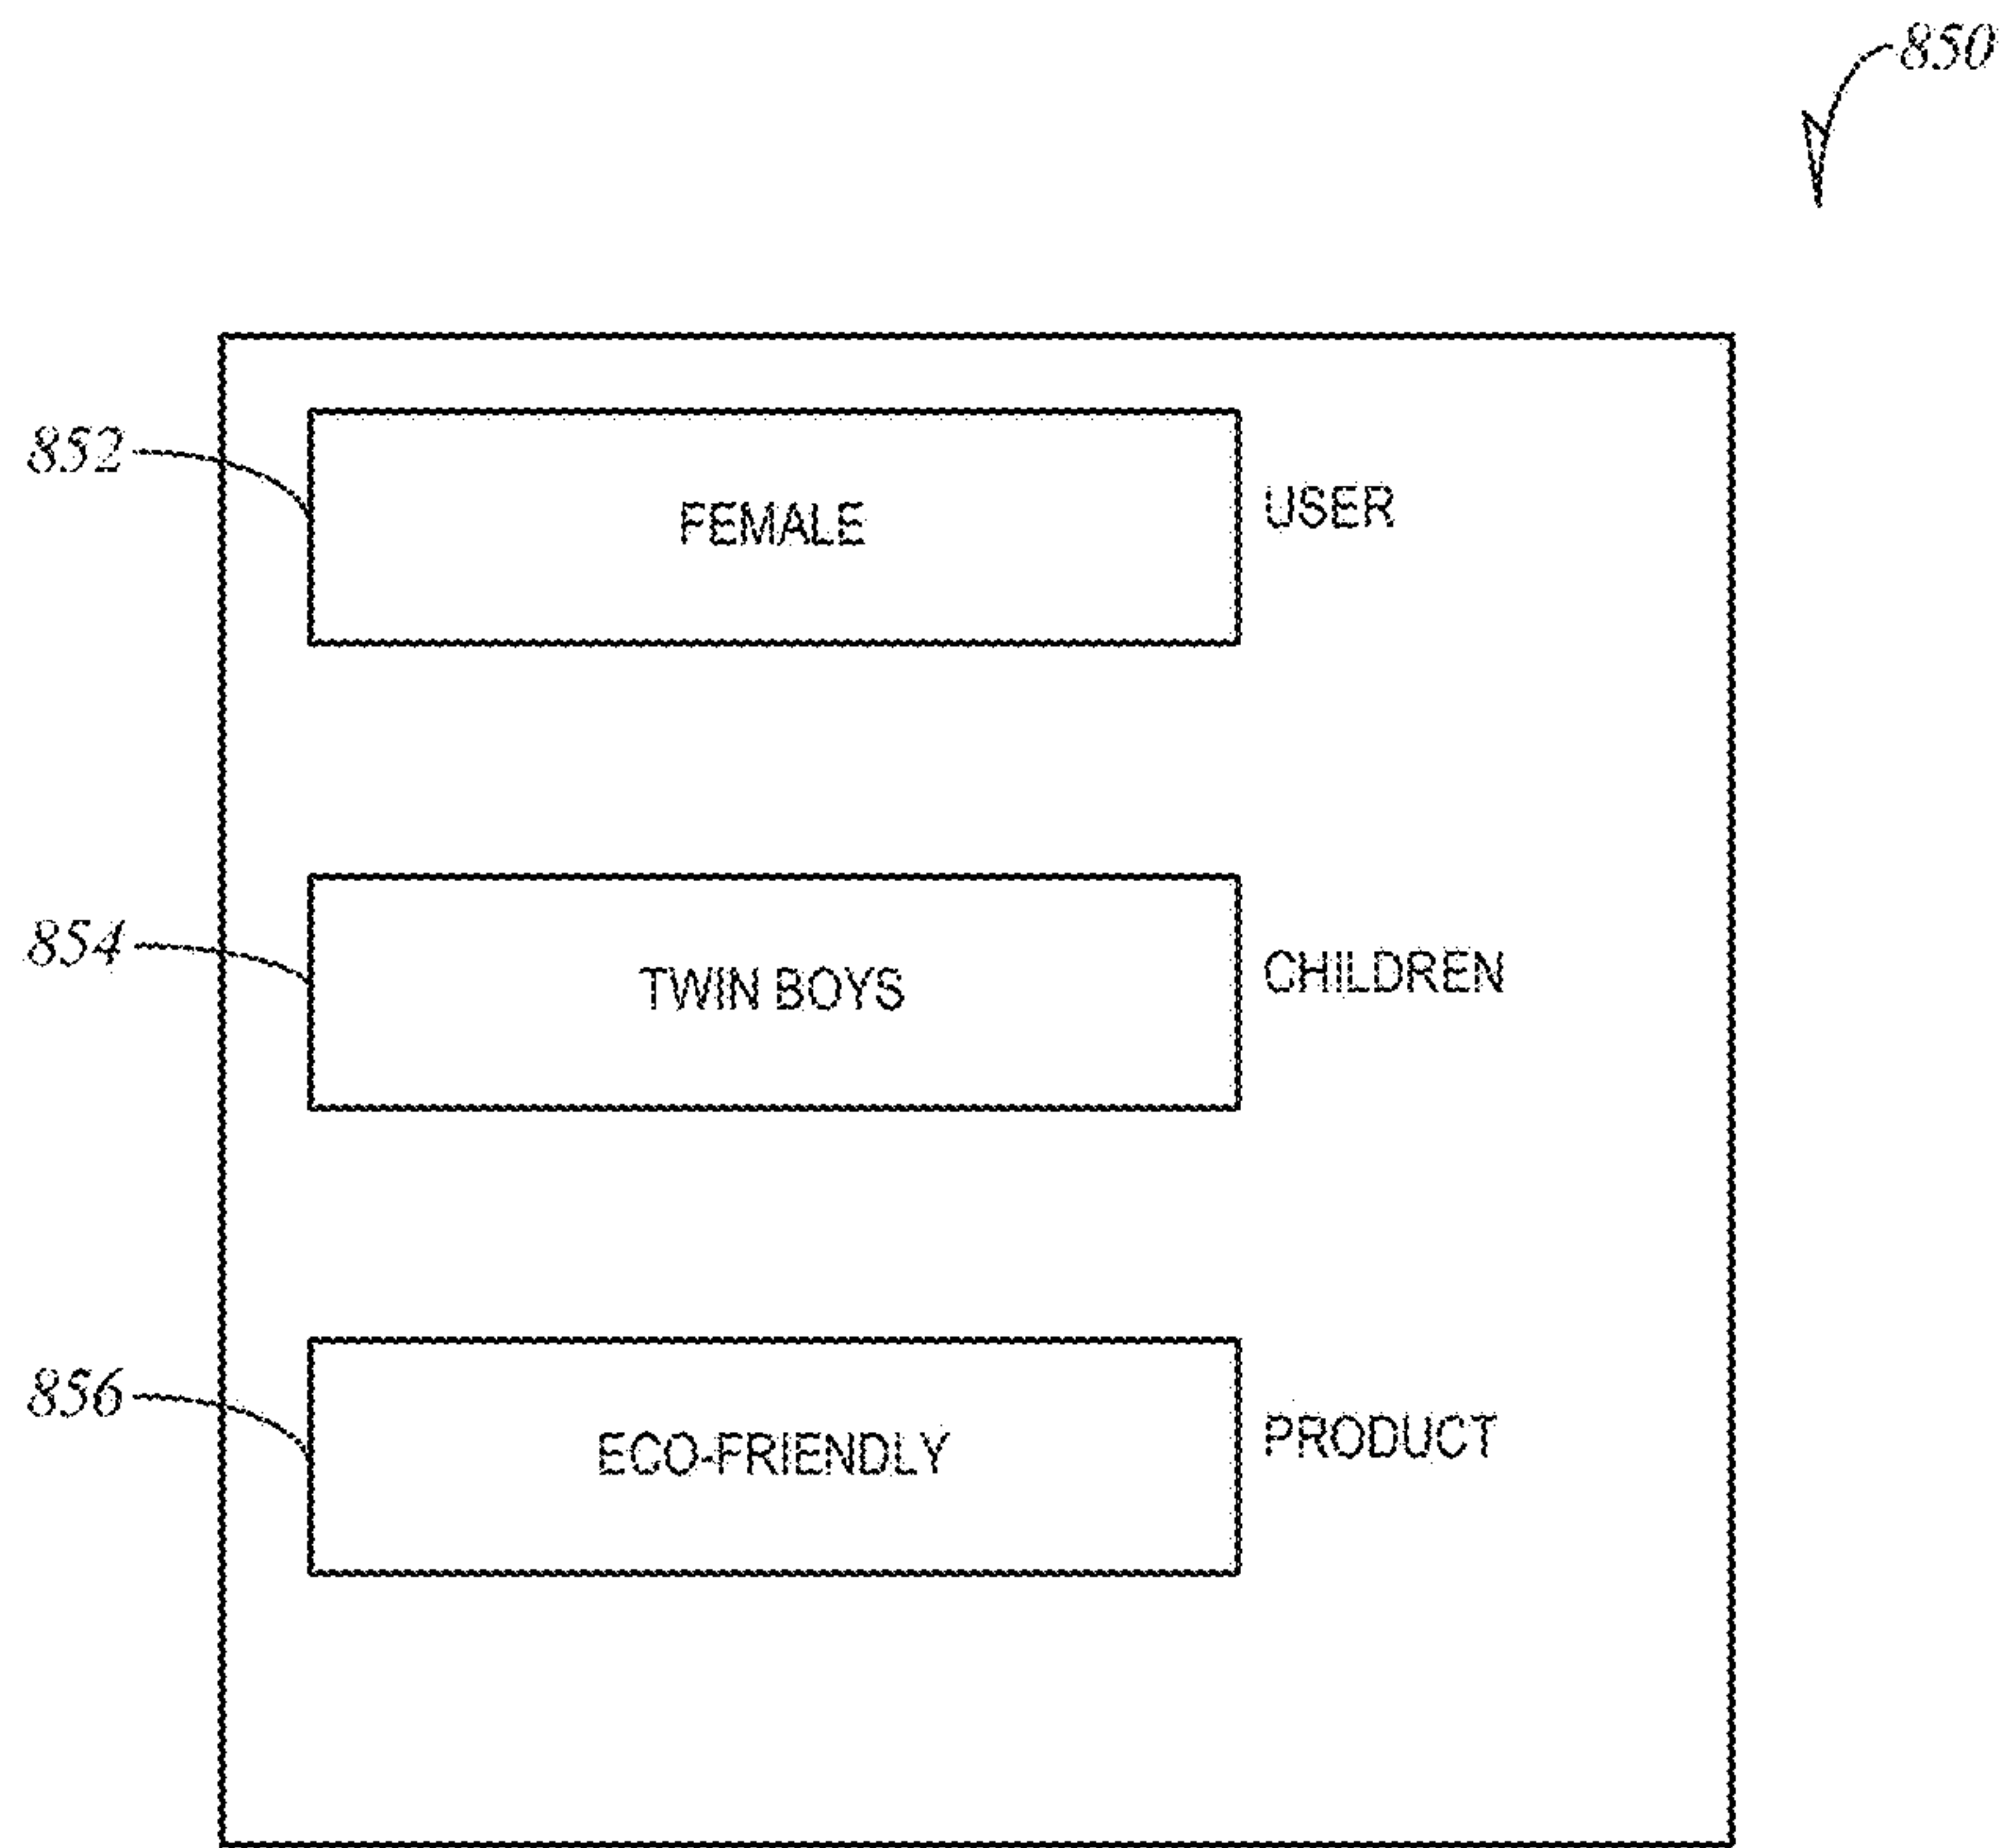 850
852
FEMALE
USER
854
TWIN BOYS
CHILDREN
856
ECO-FRIENDLY
PRODUCT